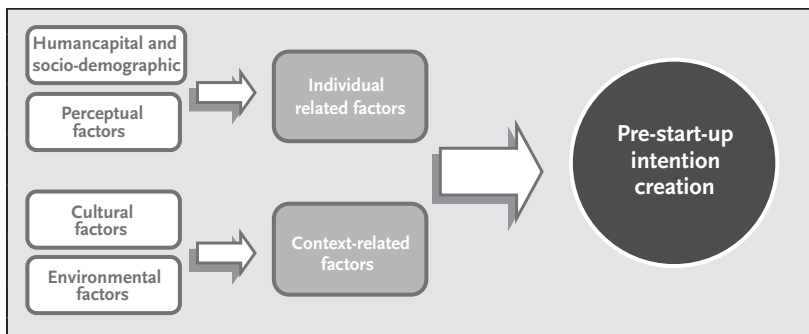 Humancapital and
socio-demographic
Perceptual
factors
Individual
related factors
Cultural
factors
Environmental
factors
Context-related
factors
Pre-start-up
intention
creation